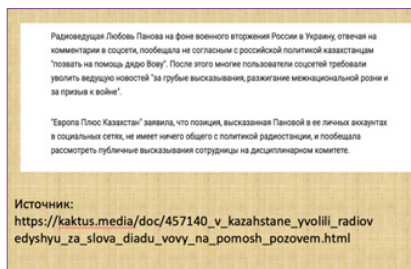 Радиоведущая Любовь Панова на фоне военного вторжения России в Украину, отвечая на
комментарии в соцсети, пообещала не согласным с российской политикой казахстанцам
"позвать на помощь дядю Вову". После этого многие пользователи соцсетей требовали
уволить ведущую новостей "за грубые высказывания, разжигание межнациональной розни и
за призыв к войне".
"Европа Плюс Казахстан" заявила, что позиция, высказанная Пановой в ее личных аккаунтах
в социальных сетях, не имеет ничего общего с политикой радиостанции, и пообещала
рассмотреть публичные высказывания сотрудницы на дисциплинарном комитете.
Источник:
https://kaktus.media/doc/457140_v_kazahstane_yvolili_radiov
edyshyu_za_slova_diadu_vovy_na_pomosh_pozovem.html